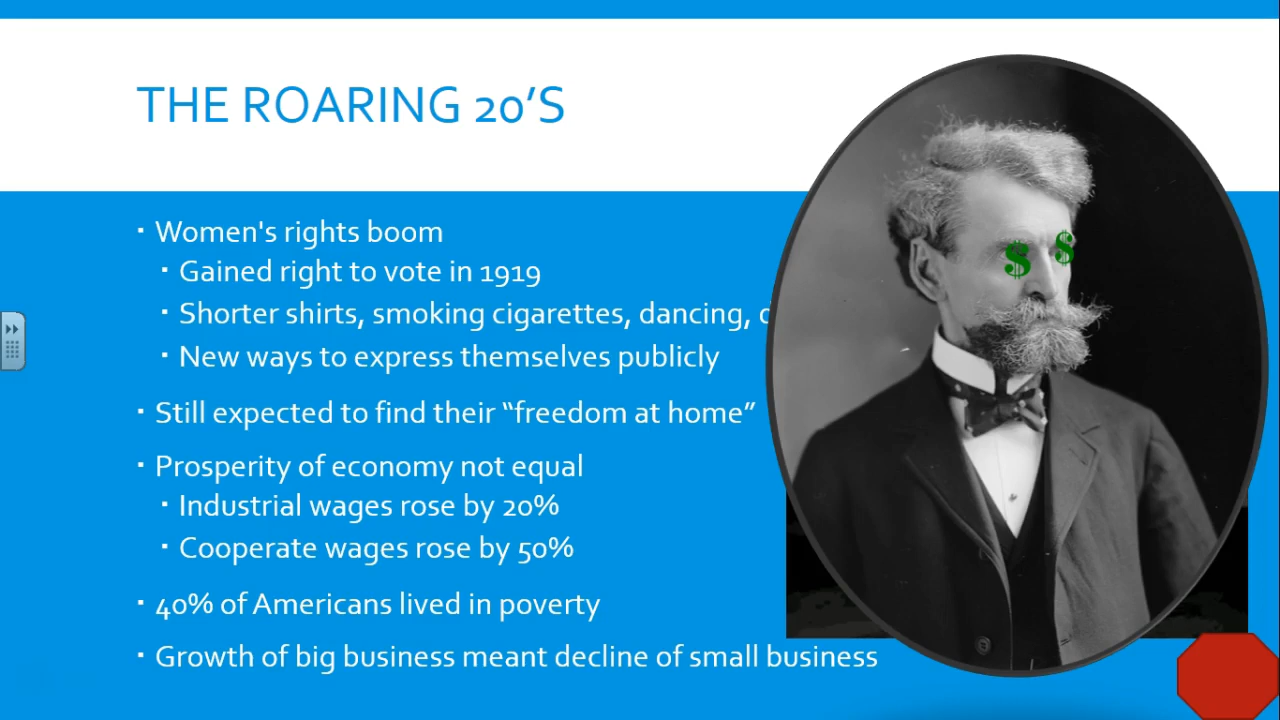 THE ROARING 20'S
Women's rights boom
Gained right to vote in 1919
Shorter shirts, smoking cigarettes, dancing,
New ways to express themselves publicly
Still expected to find their “freedom at home”
Prosperity of economy not equal
Industrial wages rose by 20%
Cooperate wages rose by 50%
40% of Americans lived in poverty
Growth of big business meant decline of small business
$ $